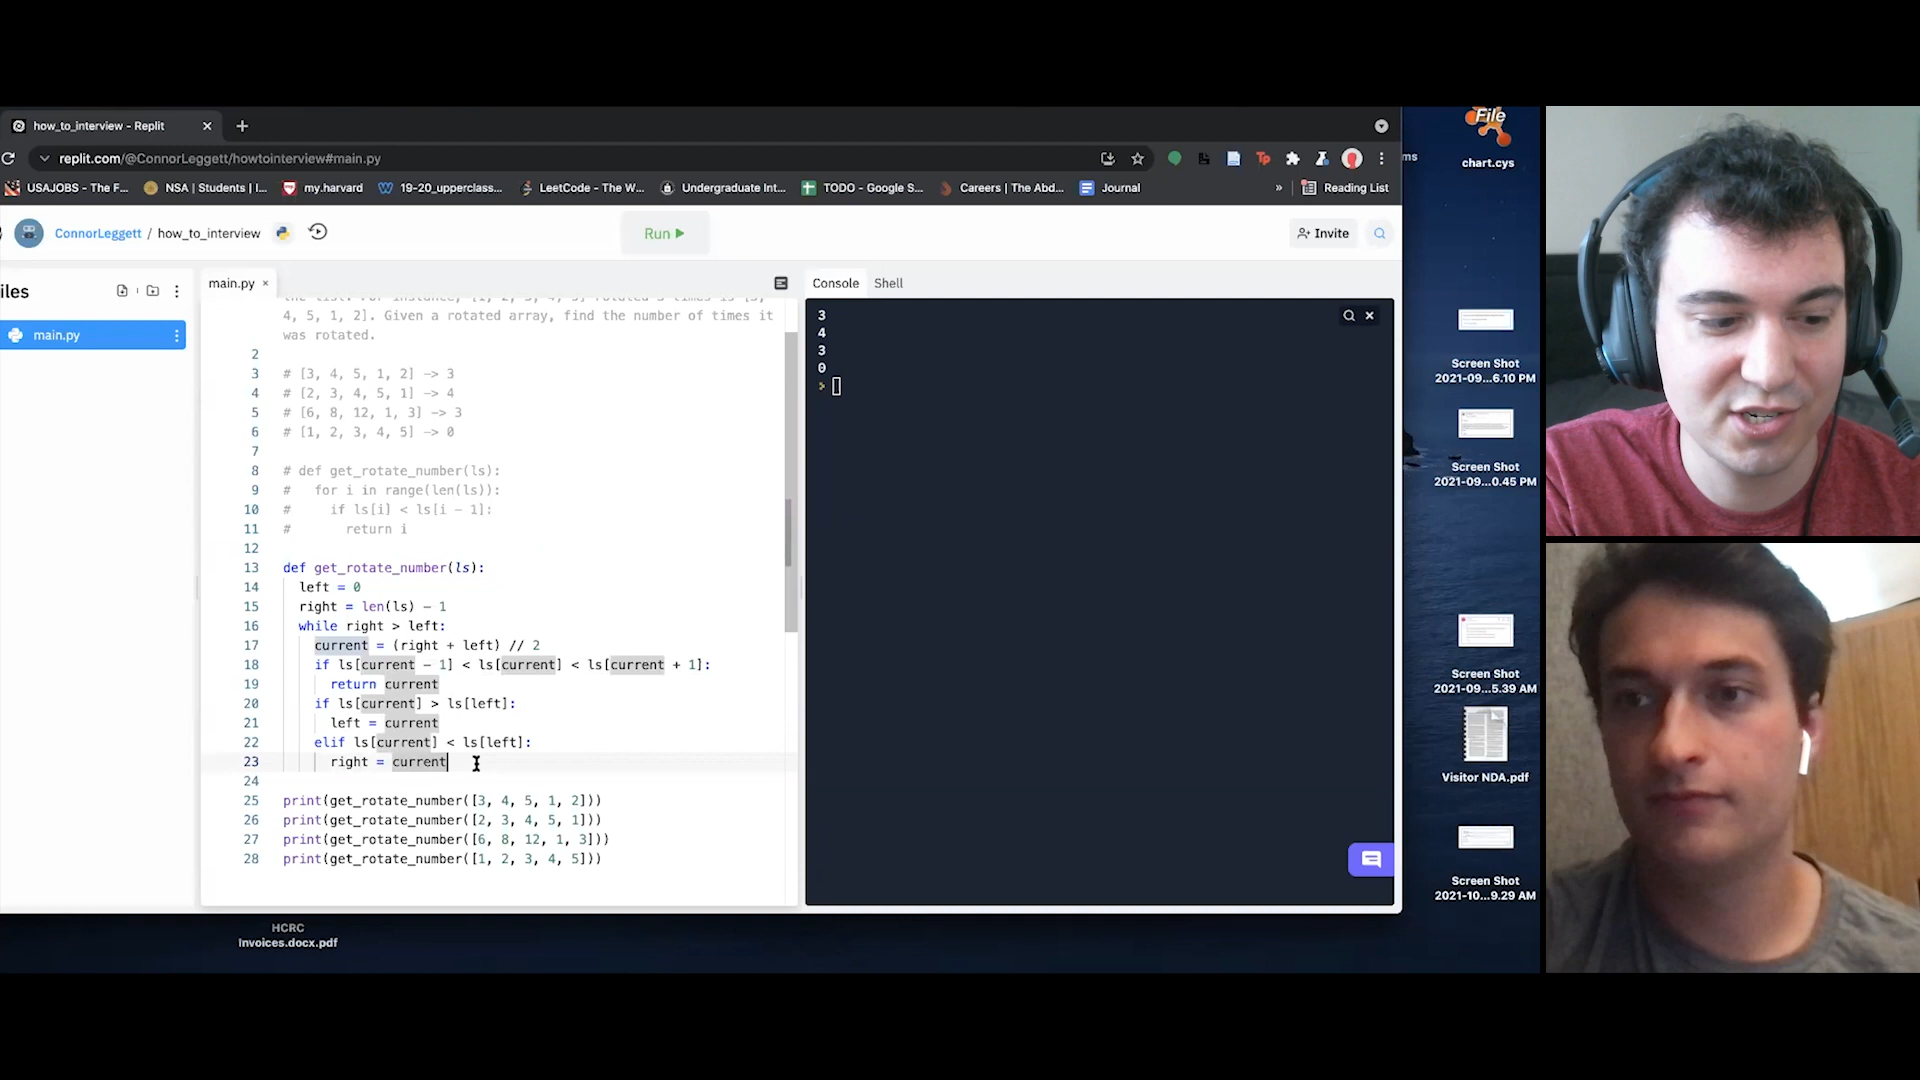 how_to_interview - Replit
replit.com/@ConnorLeggett/howtointerview#main.py
USAJOBS - The F...
NSA | Students | I...
my.harvard
19-20_upperclass...
LeetCode - The W...
Undergraduate Int...
TODO - Google S...
Careers | The Abd...
Journal
»
Reading List
ConnorLeggett / how_to_interview
Run
Invite
iles
main.py
main.py
Console
Shell
4, 5, 1, 2]. Given a rotated array, find the number of times it
was rotated.
2
3 # [3, 4, 5, 1, 2] -> 3
4 # [2, 3, 4, 5, 1] -> 4
5 # [6, 8, 12, 1, 3] -> 3
6 # [1, 2, 3, 4, 5] -> 0
7
8 # def get_rotate_number(ls):
9 #   for i in range(len(ls)):
10 #     if ls[i] < ls[i - 1]:
11 #       return i
12
13 def get_rotate_number(ls):
14   left = 0
15   right = len(ls) - 1
16   while right > left:
17     current = (right + left) // 2
18     if ls[current - 1] < ls[current] < ls[current + 1]:
19       return current
20     if ls[current] > ls[left]:
21       left = current
22     elif ls[current] < ls[left]:
23       right = current
24
25 print(get_rotate_number([3, 4, 5, 1, 2]))
26 print(get_rotate_number([2, 3, 4, 5, 1]))
27 print(get_rotate_number([6, 8, 12, 1, 3]))
28 print(get_rotate_number([1, 2, 3, 4, 5]))
3
4
3
0
>
HCRC
Invoices.docx.pdf
File
chart.cys
ms
Screen Shot
2021-09...6.10 PM
Screen Shot
2021-09...0.45 PM
Screen Shot
2021-09...5.39 AM
Visitor NDA.pdf
Screen Shot
2021-10...9.29 AM